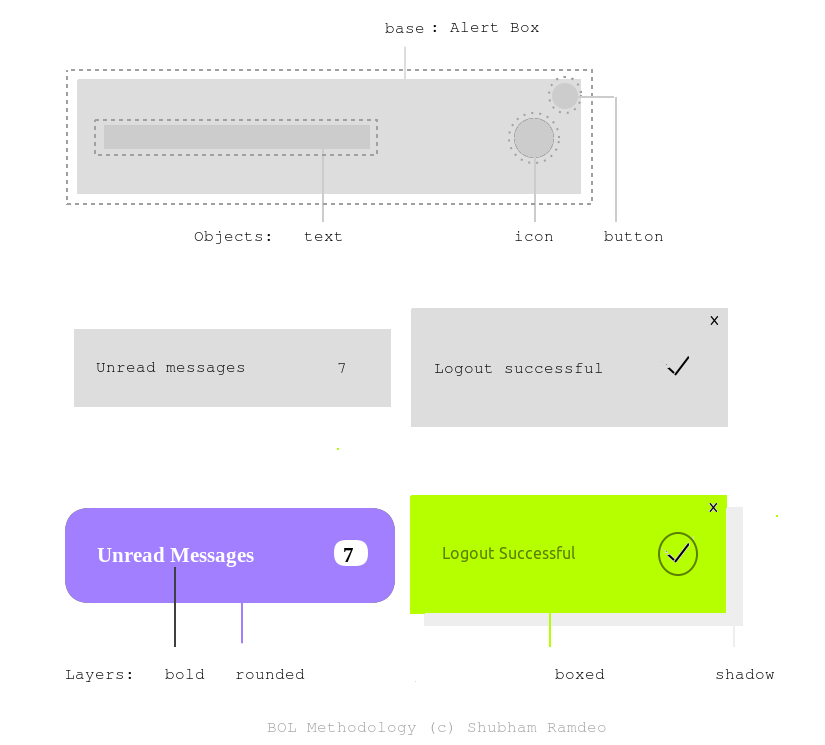 base : Alert Box
Objects: text icon button
x
Unread messages 7
Logout successful
x
Unread Messages 7
Logout Successful
Layers: bold rounded boxed shadow
BOL Methodology (c) Shubham Ramdeo